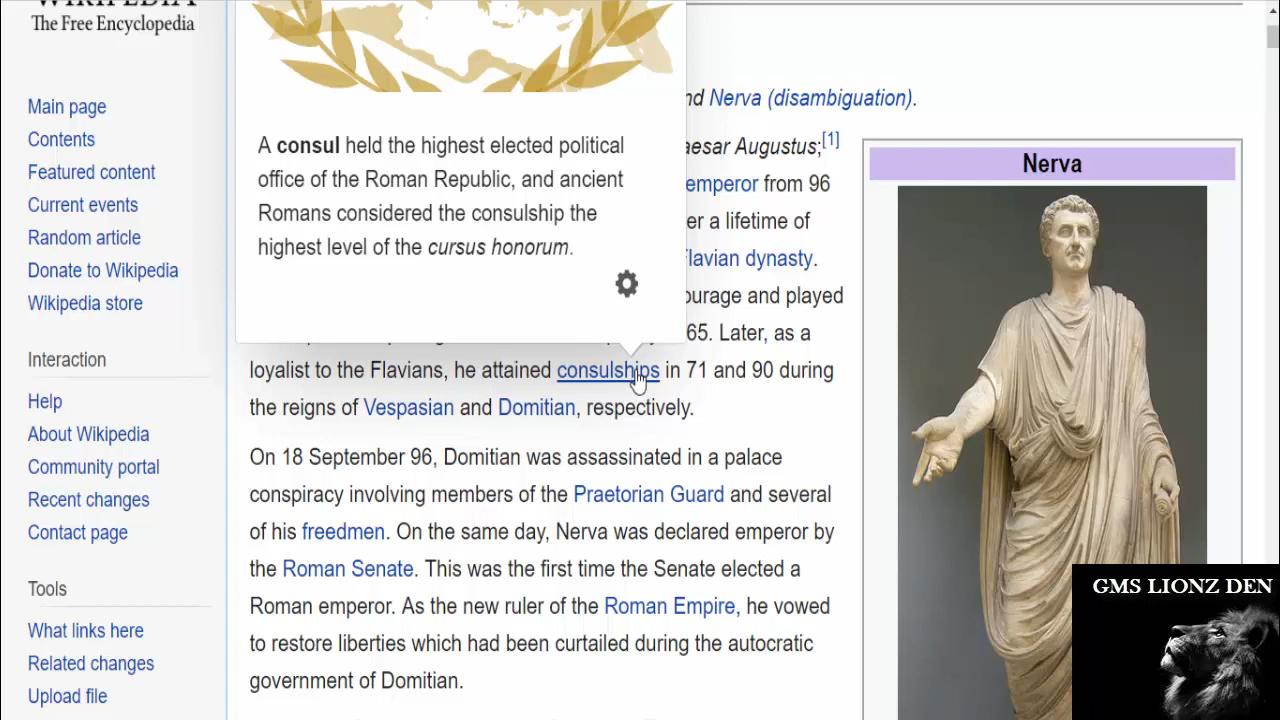 WIKIPEDIA
The Free Encyclopedia
Main page
Contents
Featured content
Current events
Random article
Donate to Wikipedia
Wikipedia store
Interaction
Help
About Wikipedia
Community portal
Recent changes
Contact page
Tools
What links here
Related changes
Upload file
A consul held the highest elected political
office of the Roman Republic, and ancient
Romans considered the consulship the
highest level of the cursus honorum.
Nerva (disambiguation).
Augustus;[1]
emperor from 96
a lifetime of
dynasty.
and played
65. Later, as a
loyalist to the Flavians, he attained consulships in 71 and 90 during
the reigns of Vespasian and Domitian, respectively.
On 18 September 96, Domitian was assassinated in a palace
conspiracy involving members of the Praetorian Guard and several
of his freedmen. On the same day, Nerva was declared emperor by
the Roman Senate. This was the first time the Senate elected a
Roman emperor. As the new ruler of the Roman Empire, he vowed
to restore liberties which had been curtailed during the autocratic
government of Domitian.
Nerva
GMS LIONZ DEN